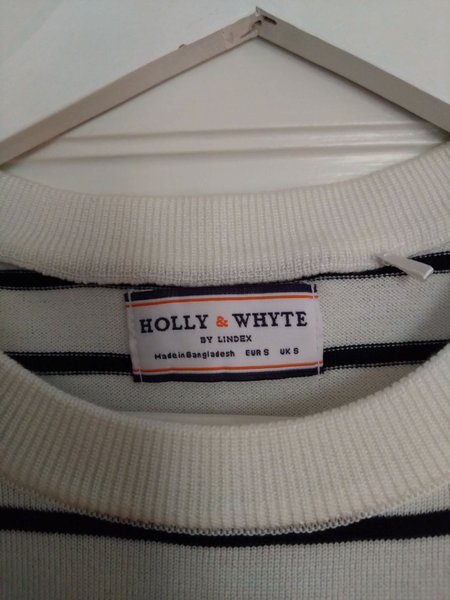 HOLLY & WHYTE
BY LINDEX
Made in Bangladesh EUR S UK S